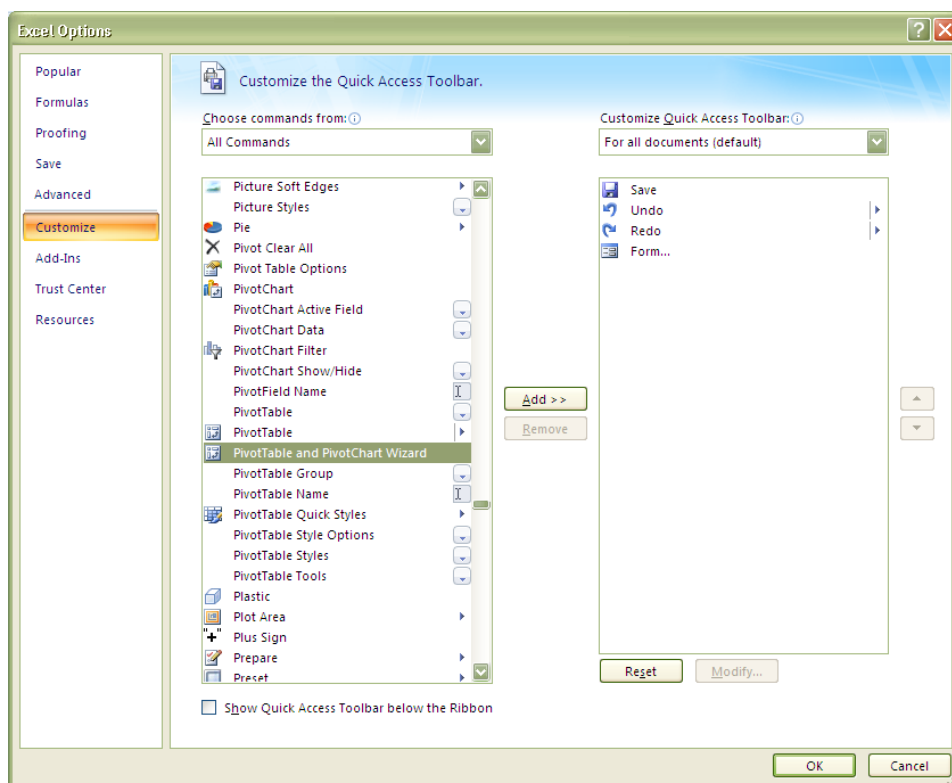 Excel Options
Popular
Formulas
Proofing
Save
Advanced
Customize
Add-Ins
Trust Center
Resources
Customize the Quick Access Toolbar.
Choose commands from:
All Commands
Picture Soft Edges
Picture Styles
Pie
Pivot Clear All
Pivot Table Options
PivotChart
PivotChart Active Field
PivotChart Data
PivotChart Filter
PivotChart Show/Hide
PivotField Name
PivotTable
PivotTable
PivotTable and PivotChart Wizard
PivotTable Group
PivotTable Name
PivotTable Quick Styles
PivotTable Style Options
PivotTable Styles
PivotTable Tools
Plastic
Plot Area
"+" Plus Sign
Prepare
Preset
Show Quick Access Toolbar below the Ribbon
Add >>
Remove
Customize Quick Access Toolbar:
For all documents (default)
Save
Undo
Redo
Form...
Reset
Modify...
OK
Cancel